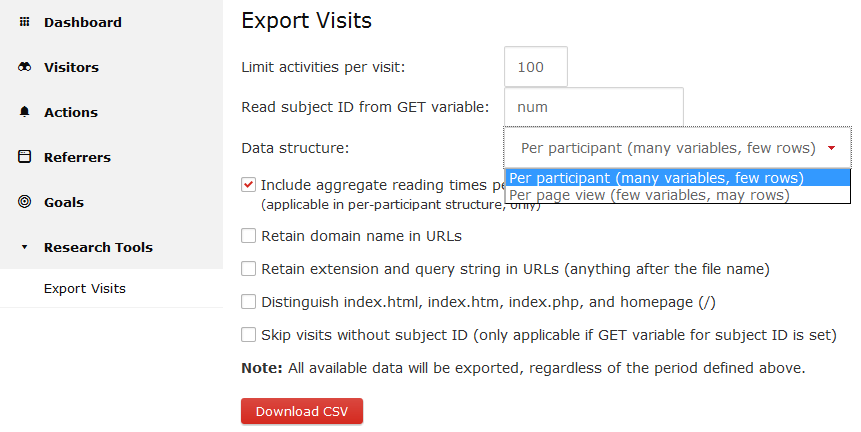 Dashboard
Visitors
Actions
Referrers
Goals
Research Tools
Export Visits
Export Visits
Limit activities per visit:
100
Read subject ID from GET variable:
num
Data structure:
Per participant (many variables, few rows)
Per participant (many variables, few rows)
Per page view (few variables, may rows)
Include aggregate reading times
(applicable in per-participant structure, only)
Retain domain name in URLs
Retain extension and query string in URLs (anything after the file name)
Distinguish index.html, index.htm, index.php, and homepage (/)
Skip visits without subject ID (only applicable if GET variable for subject ID is set)
Note: All available data will be exported, regardless of the period defined above.
Download CSV